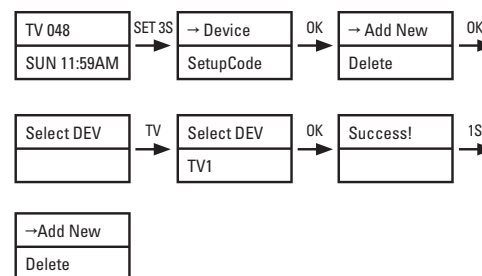 TV 048 SET 3S → Device OK → Add New OK
SUN 11:59AM SetupCode Delete
Select DEV TV Select DEV OK Success! 1S
TV1
→Add New
Delete